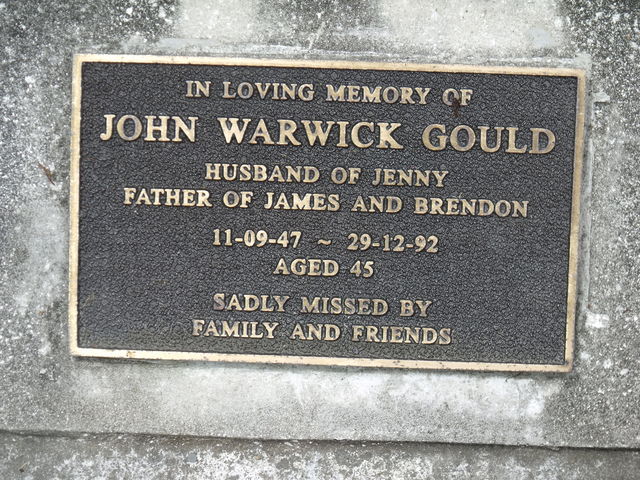 IN LOVING MEMORY OF
JOHN WARWICK GOULD
HUSBAND OF JENNY
FATHER OF JAMES AND BRENDON
11-09-47 ~ 29-12-92
AGED 45
SADLY MISSED BY
FAMILY AND FRIENDS